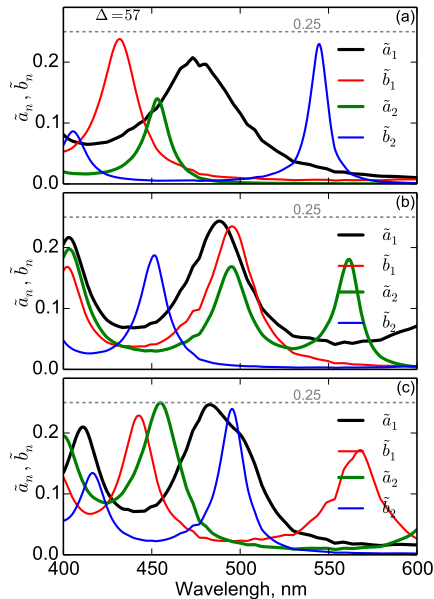 Δ=57
0.25
(a)
0.2
0.1
0.0
ã₁
b̃₁
ã₂
b̃₂
ãₙ, b̃ₙ
0.25
(b)
0.2
0.1
0.0
ã₁
b̃₁
ã₂
b̃₂
ãₙ, b̃ₙ
0.25
(c)
0.2
0.1
0.0
ã₁
b̃₁
ã₂
b̃₂
ãₙ, b̃ₙ
400 450 500 550 600
Wavelengh, nm